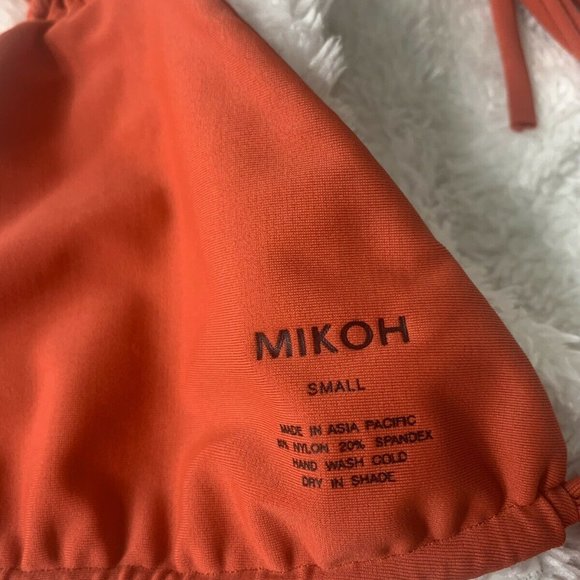 MIKOH
SMALL
MADE IN ASIA PACIFIC
NYLON 20% SPANDEX
HAND WASH COLD
DRY IN SHADE